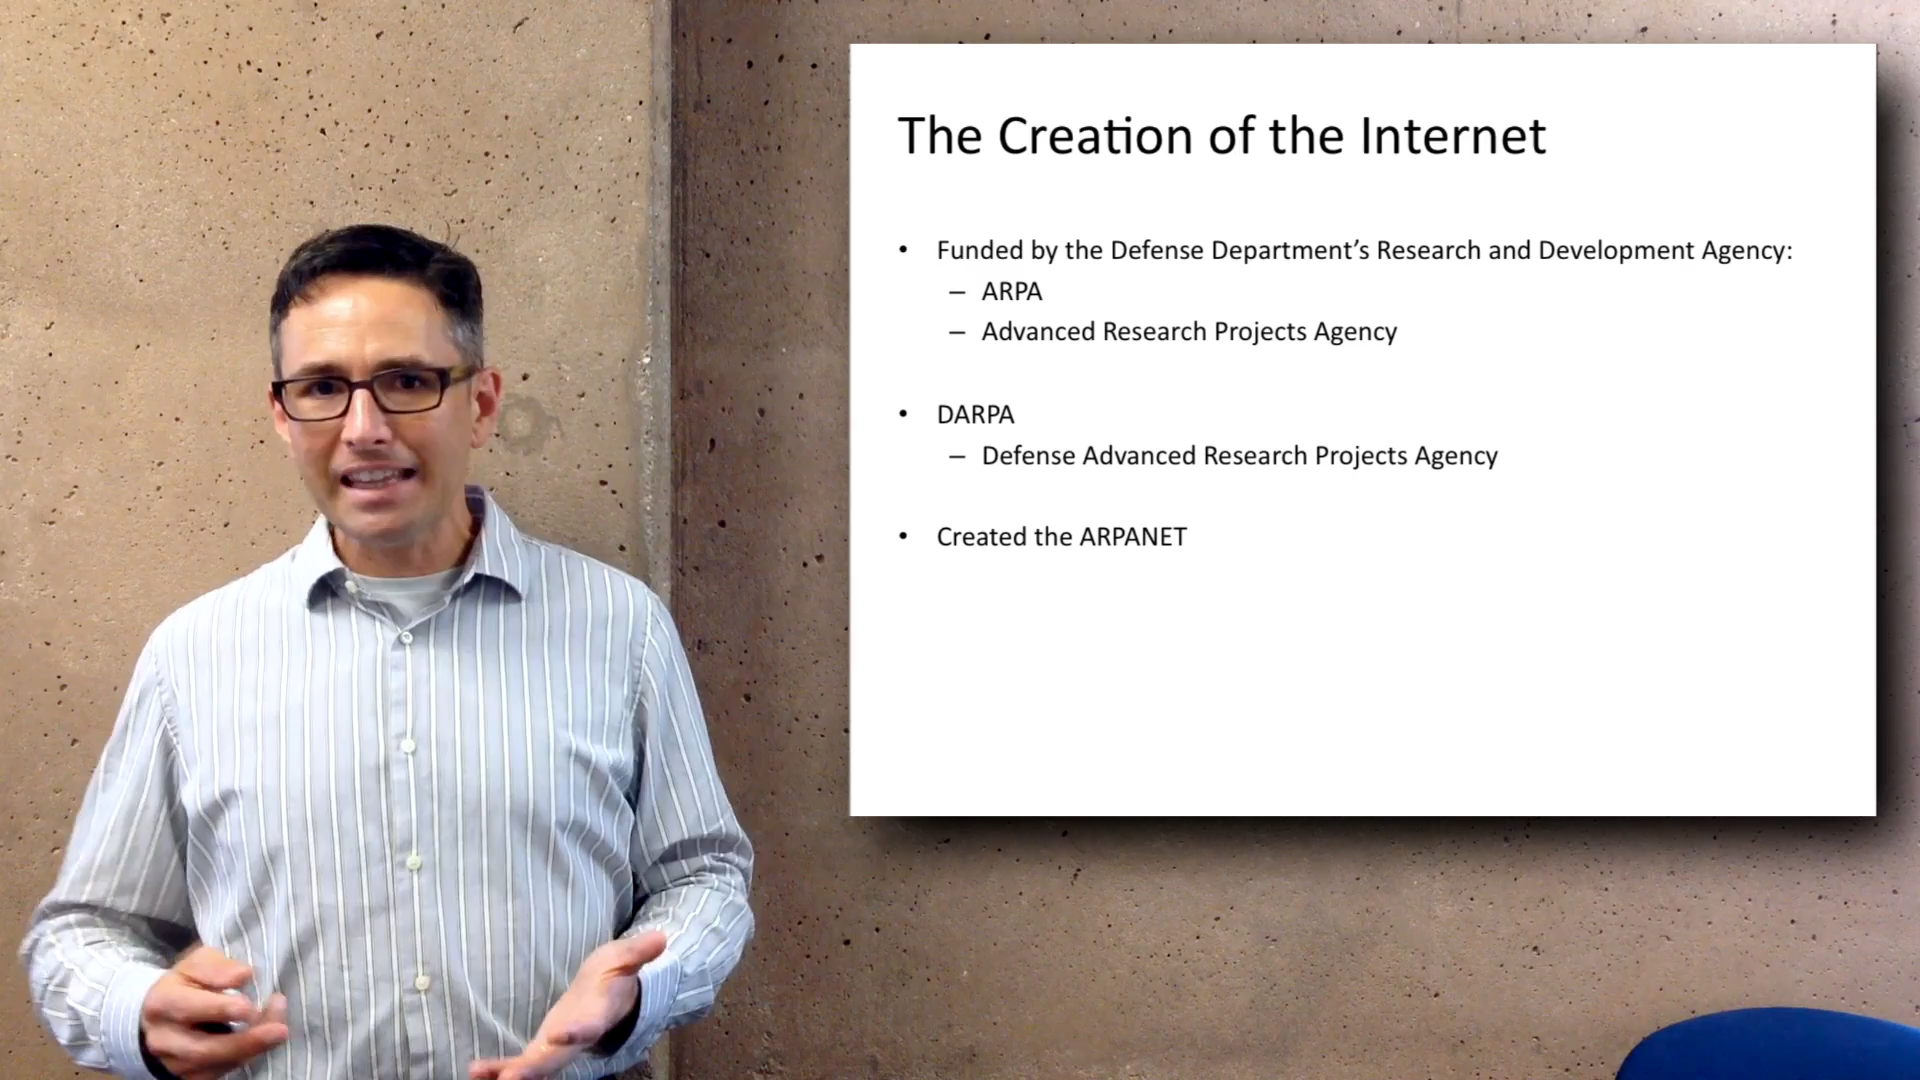 The Creation of the Internet
• Funded by the Defense Department’s Research and Development Agency:
– ARPA
– Advanced Research Projects Agency
• DARPA
– Defense Advanced Research Projects Agency
• Created the ARPANET